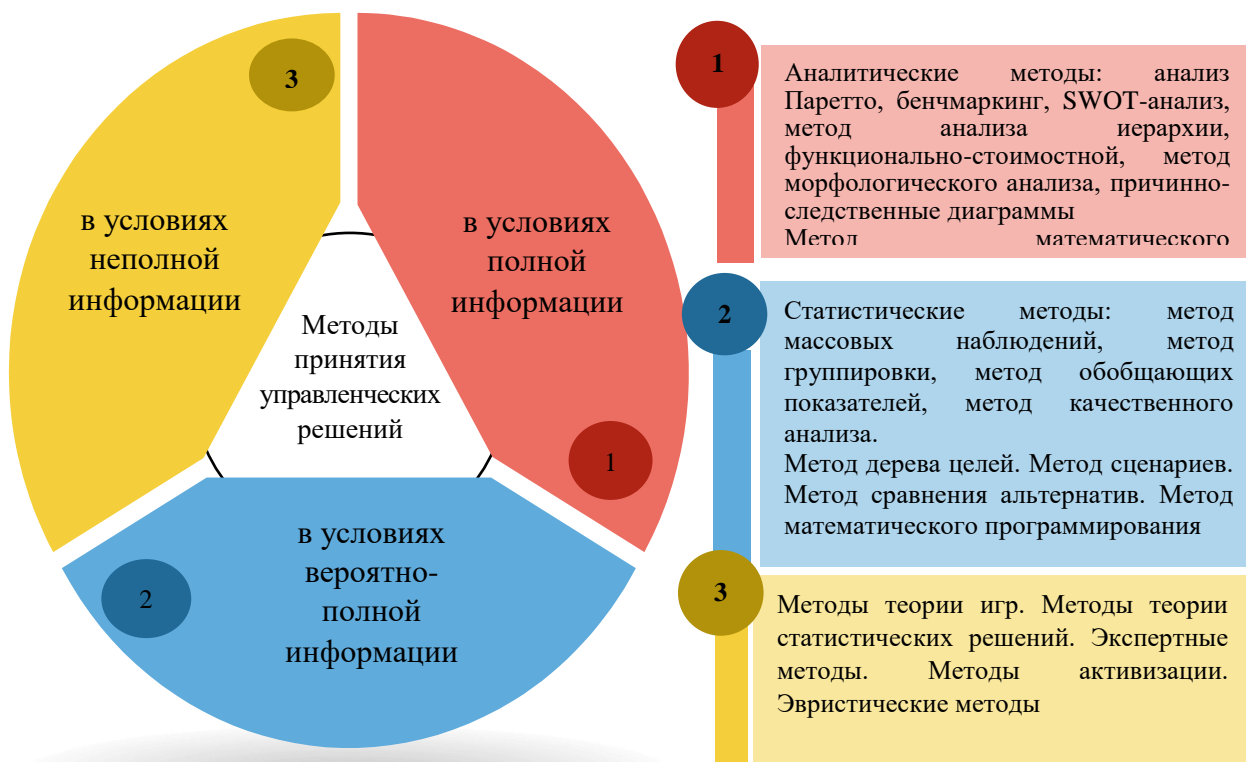 3
в условиях
неполной
информации
в условиях
полной
информации
1
Методы
принятия
управленческих
решений
в условиях
вероятно-
полной
информации
2
1
Аналитические методы: анализ
Паретто, бенчмаркинг, SWOT-анализ,
метод анализа иерархии,
функционально-стоимостной, метод
морфологического анализа, причинно-
следственные диаграммы
Метод математического
2
Статистические методы: метод
массовых наблюдений, метод
группировки, метод обобщающих
показателей, метод качественного
анализа.
Метод дерева целей. Метод сценариев.
Метод сравнения альтернатив. Метод
математического программирования
3
Методы теории игр. Методы теории
статистических решений. Экспертные
методы. Методы активизации.
Эвристические методы